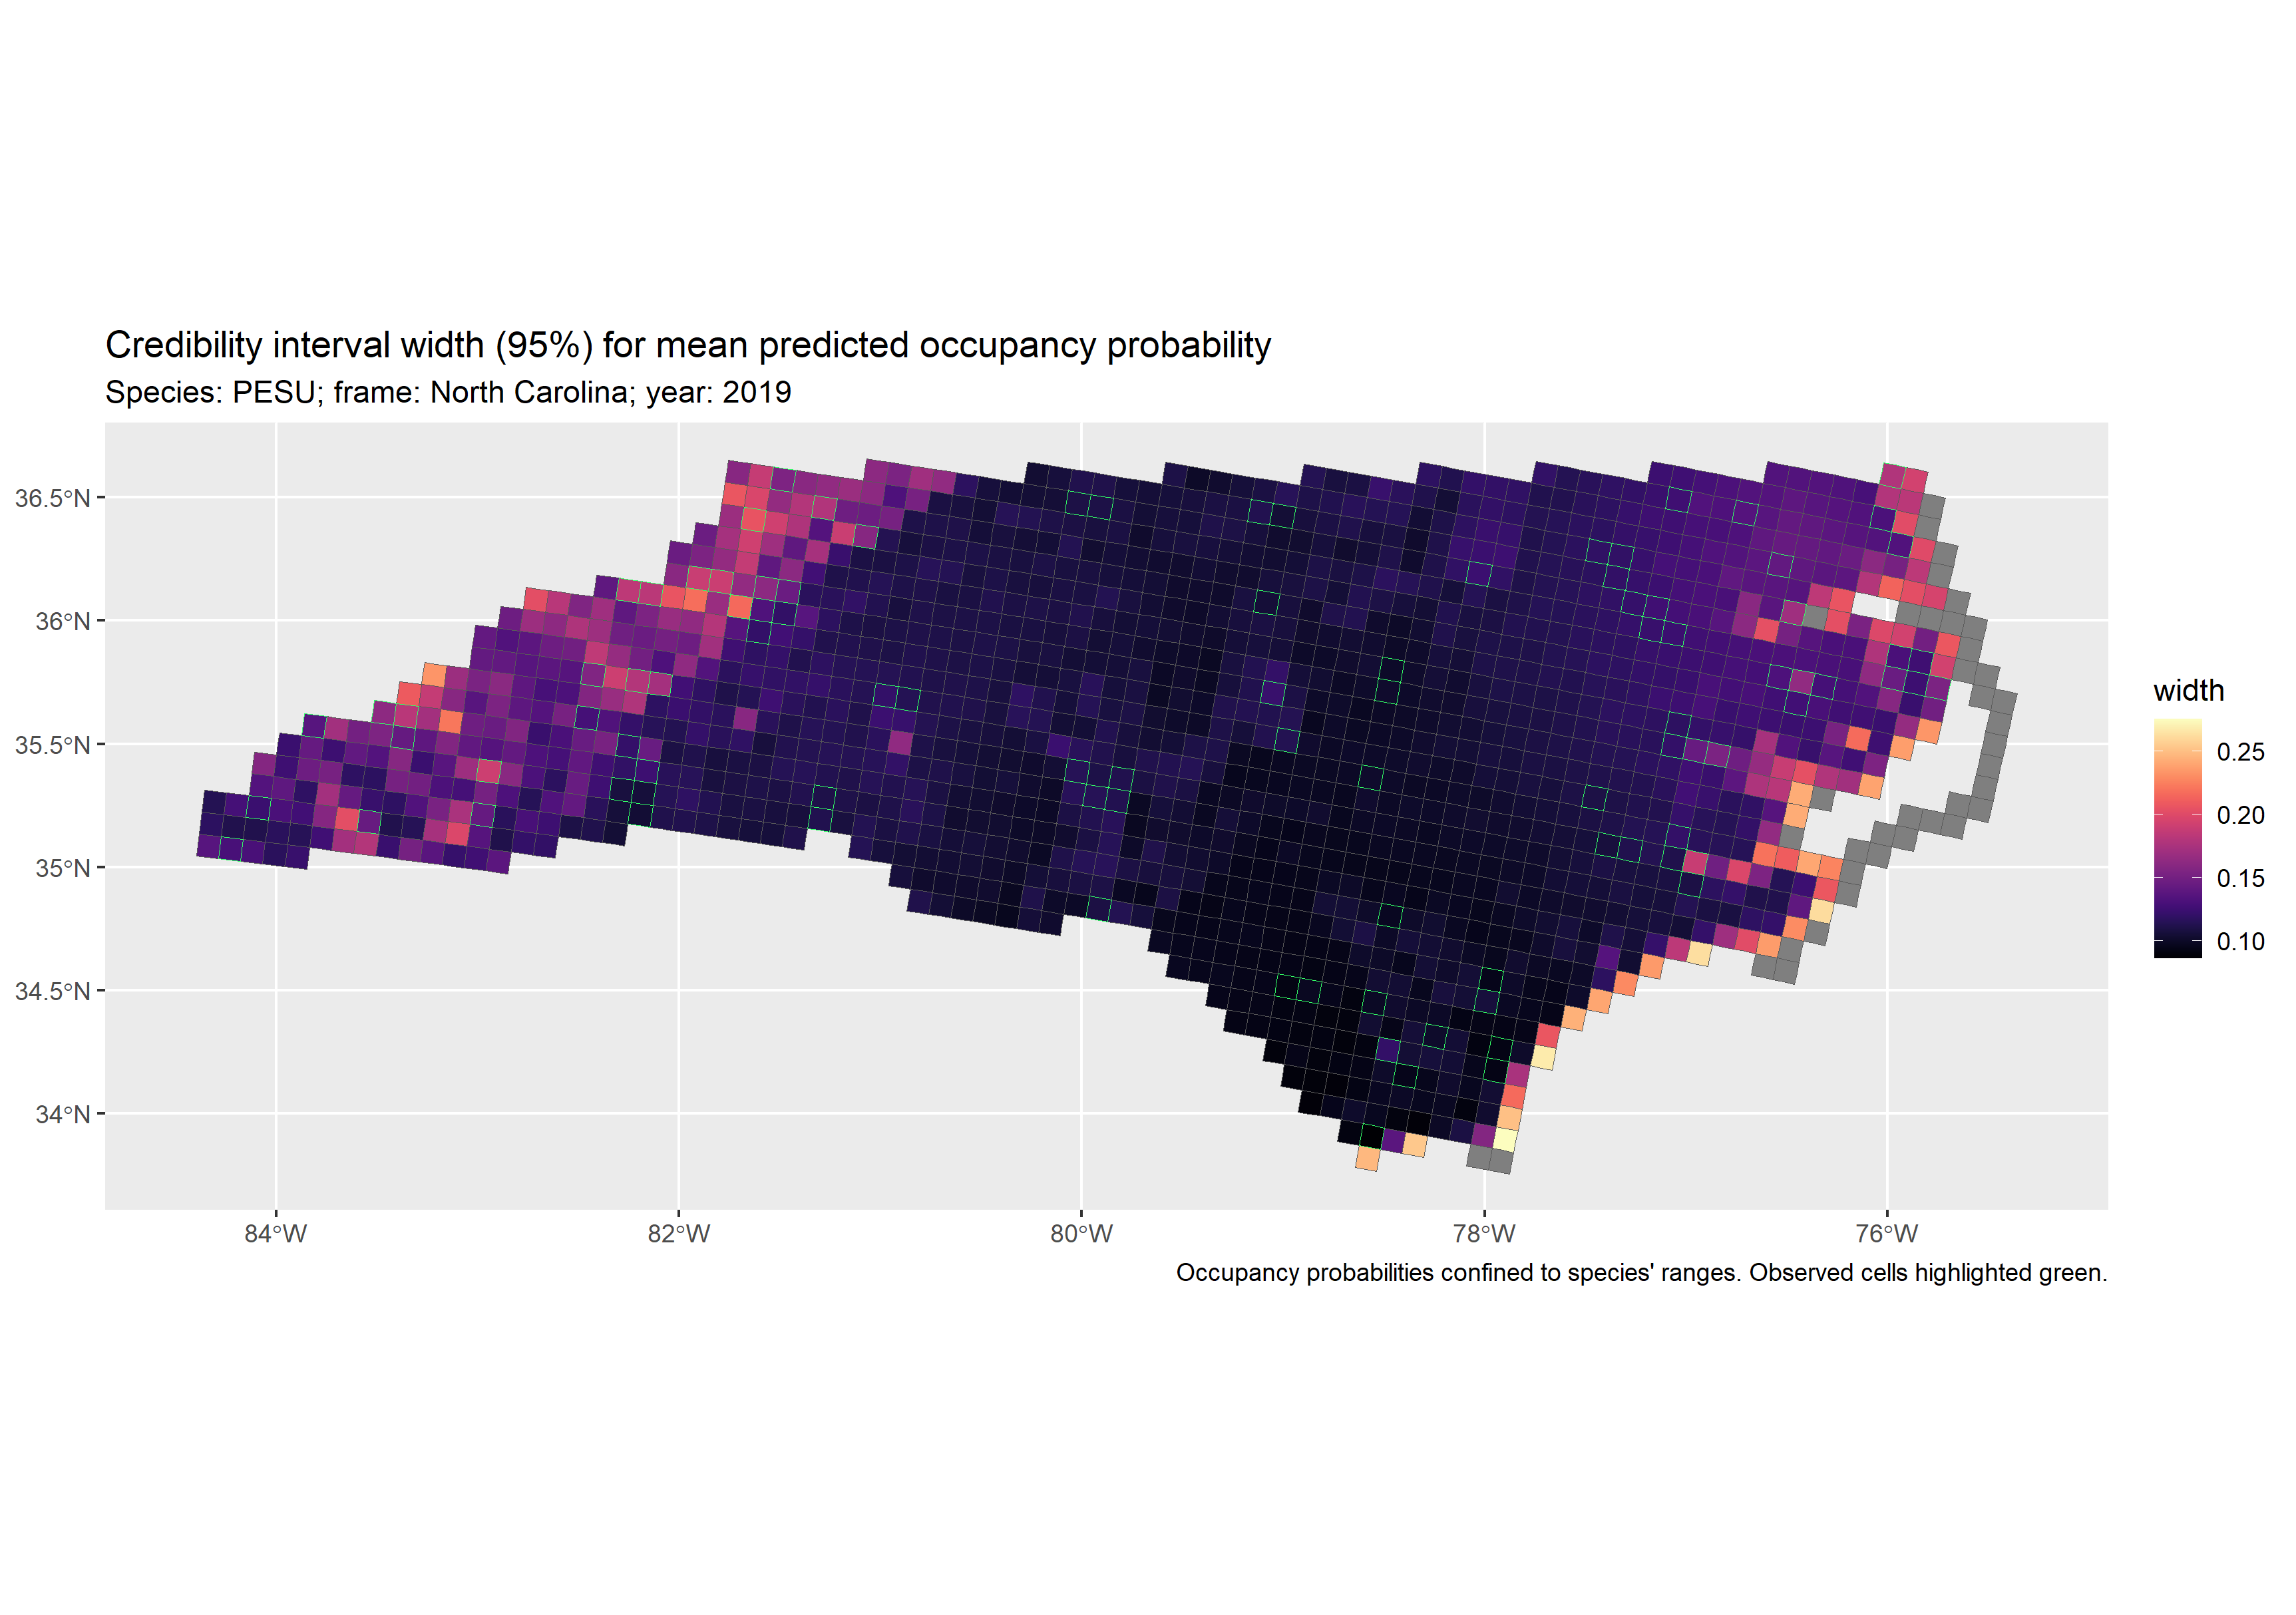 Credibility interval width (95%) for mean predicted occupancy probability
Species: PESU; frame: North Carolina; year: 2019
36.5°N
36°N
35.5°N
35°N
34.5°N
34°N
84°W
82°W
80°W
78°W
76°W
width
0.25
0.20
0.15
0.10
Occupancy probabilities confined to species' ranges. Observed cells highlighted green.